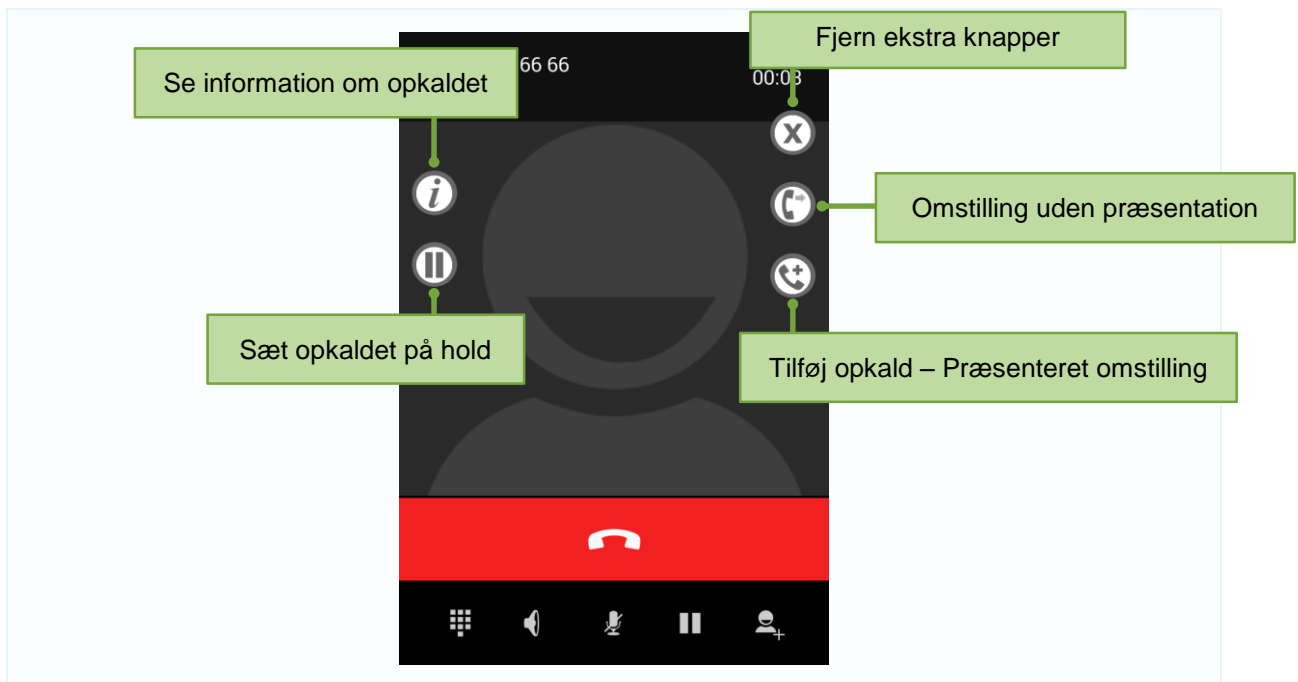 Fjern ekstra knapper
Se information om opkaldet
66 66
00:03
Omstilling uden præsentation
Sæt opkaldet på hold
Tilføj opkald – Præsenteret omstilling